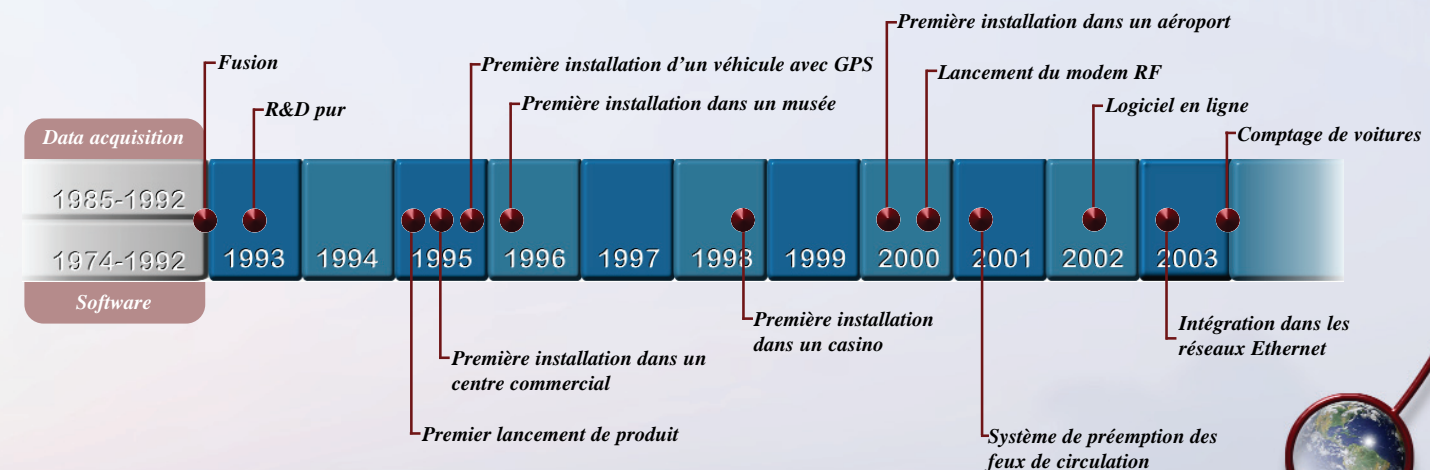 Première installation dans un aéroport
Fusion
Première installation d’un véhicule avec GPS
Lancement du modem RF
R&D pur
Première installation dans un musée
Logiciel en ligne
Comptage de voitures
Data acquisition
1985-1992
1974-1992
1993
1994
1995
1996
1997
1998
1999
2000
2001
2002
2003
Software
Première installation
dans un casino
Intégration dans les
réseaux Ethernet
Première installation dans un
centre commercial
Premier lancement de produit
Système de préemption des
feux de circulation